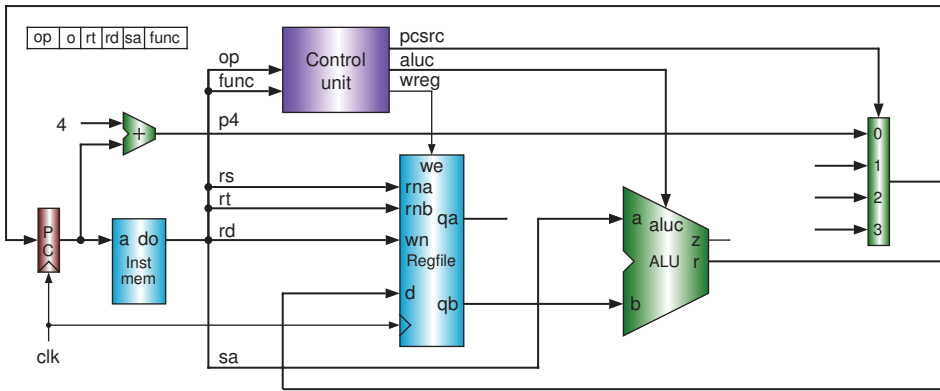 op o rt rd sa func
Control
unit
op
func
pcsrc
aluc
wreg
4
+
p4
0
1
2
3
we
rs
rt
rd
rna
rnb
wn
d
qa
qb
Regfile
P
C
a do
Inst
mem
a
aluc
z
ALU
r
b
clk
sa